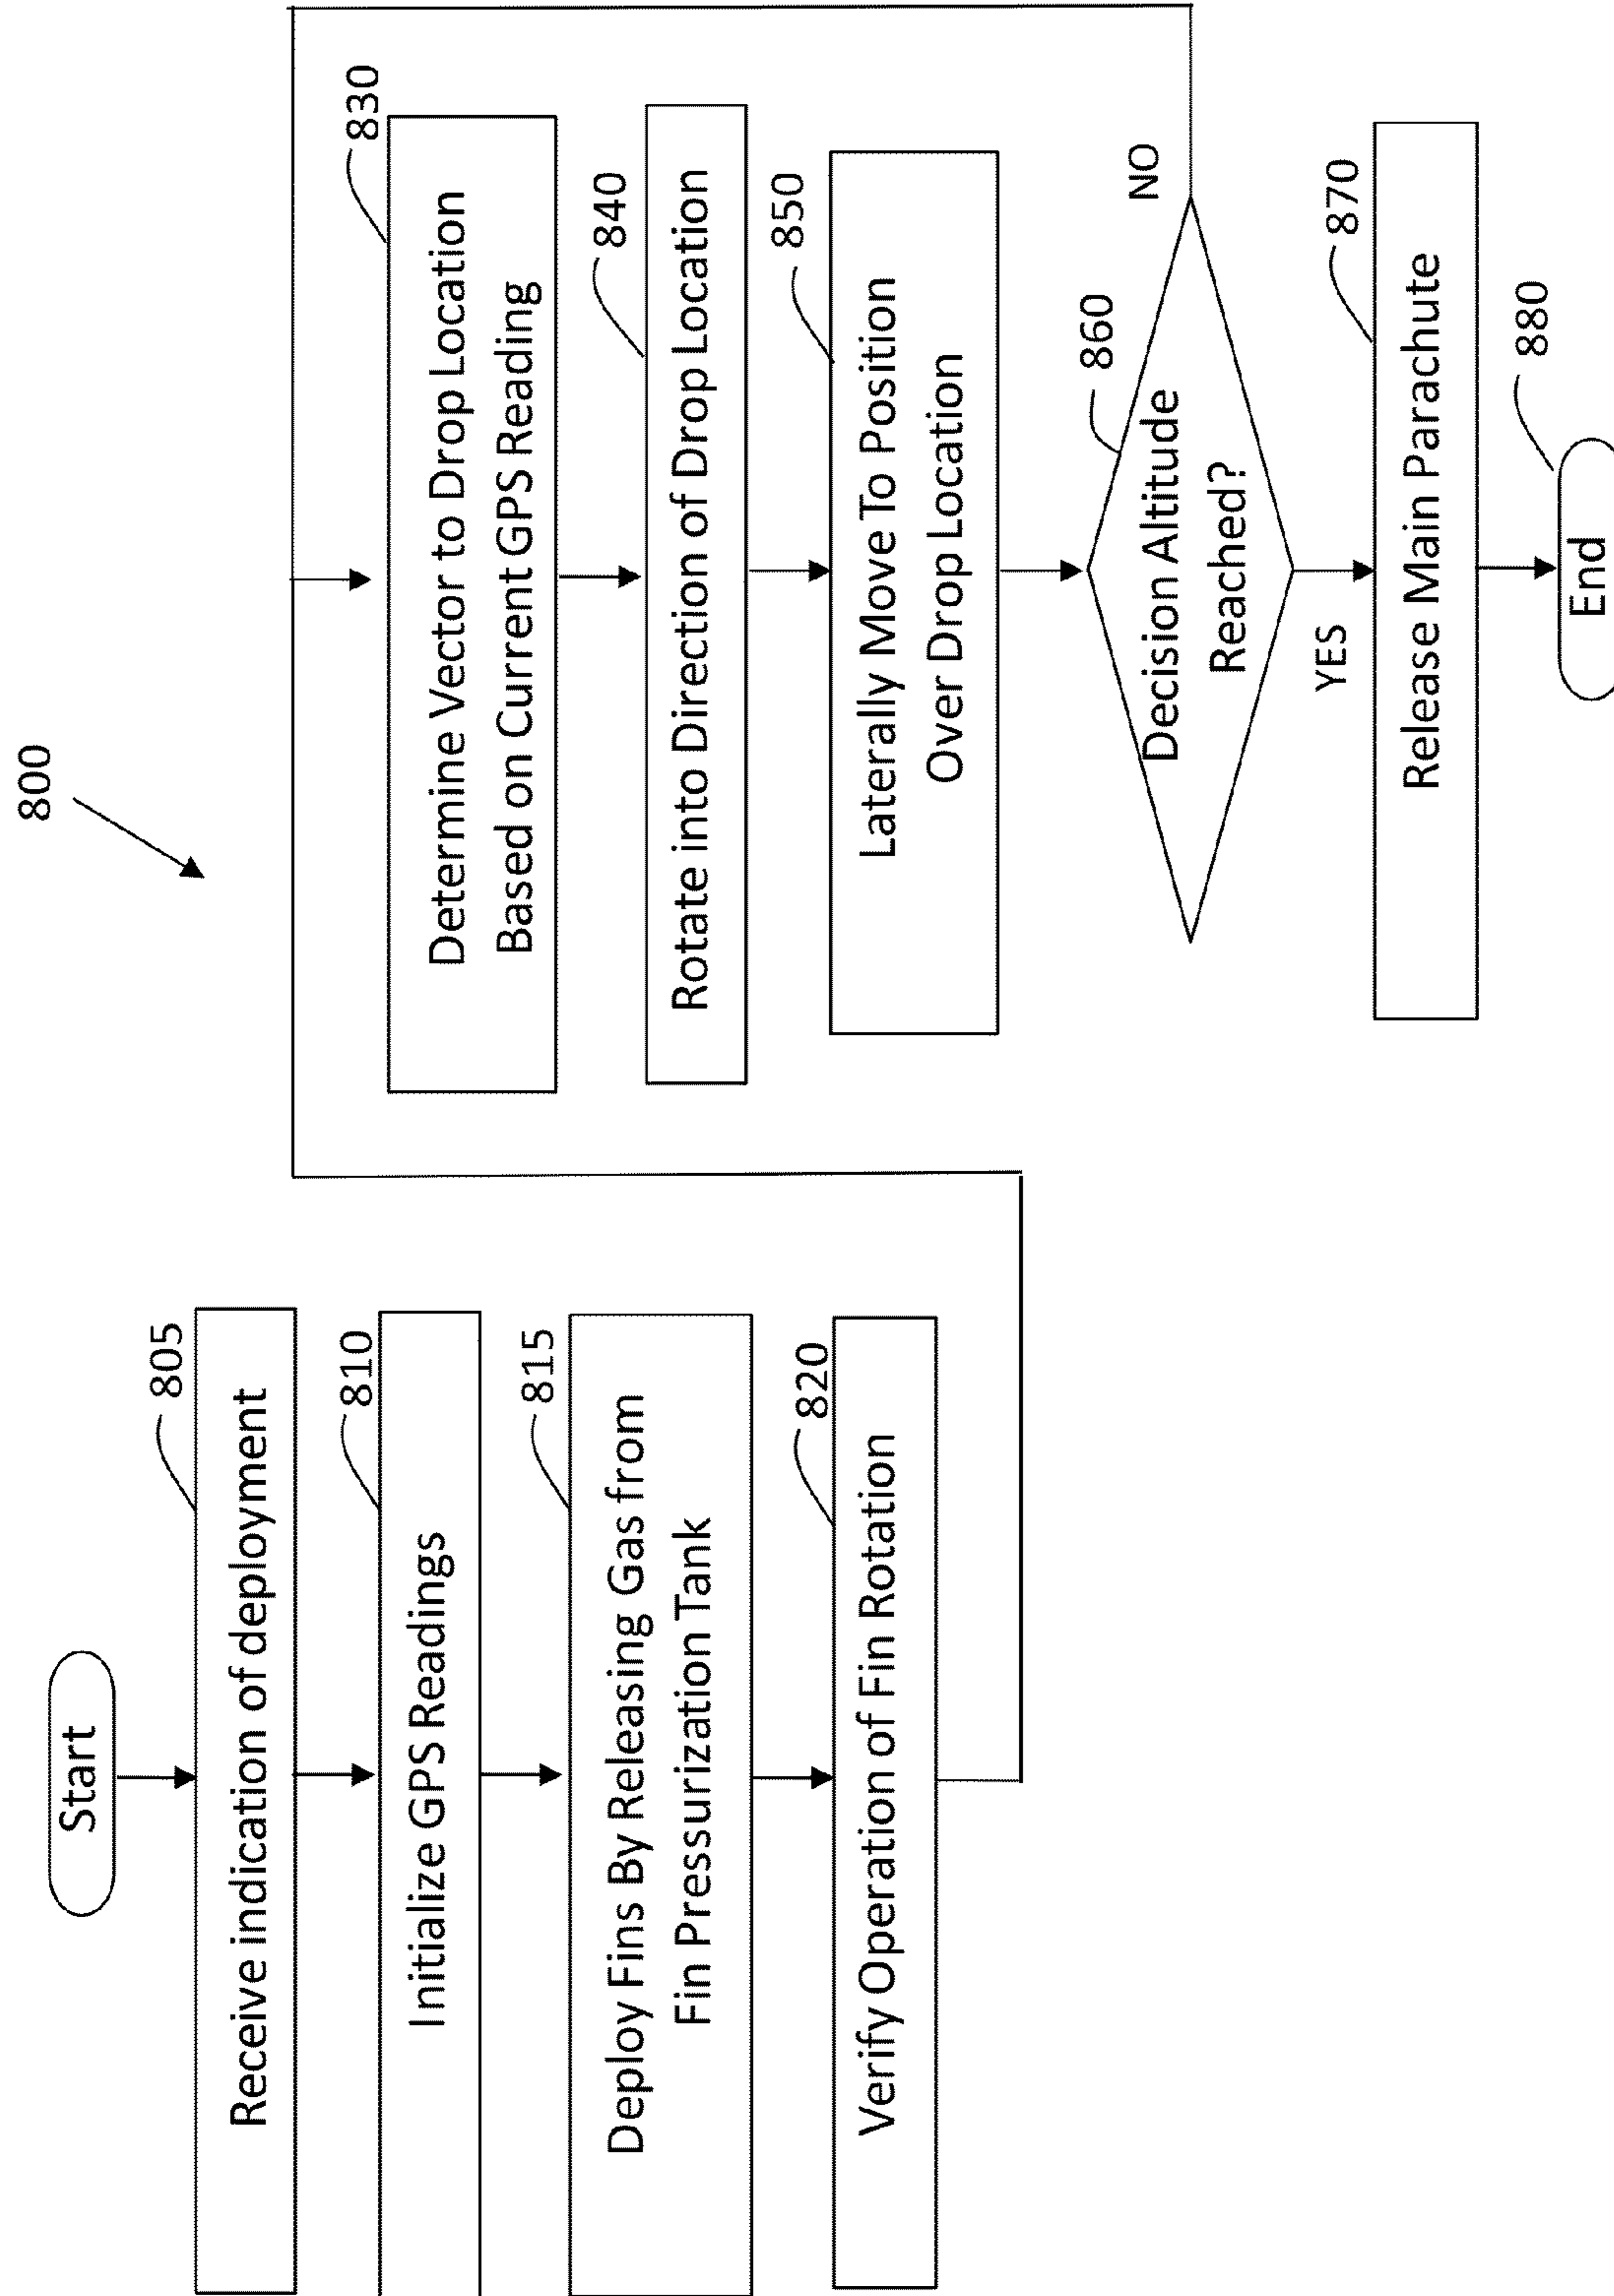 800
Start
805
Receive indication of deployment
810
Initialize GPS Readings
815
Deploy Fins By Releasing Gas from
Fin Pressurization Tank
820
Verify Operation of Fin Rotation
830
Determine Vector to Drop Location
Based on Current GPS Reading
840
Rotate into Direction of Drop Location
850
Laterally Move To Position
Over Drop Location
860
Decision Altitude
Reached?
NO
YES
870
Release Main Parachute
880
End